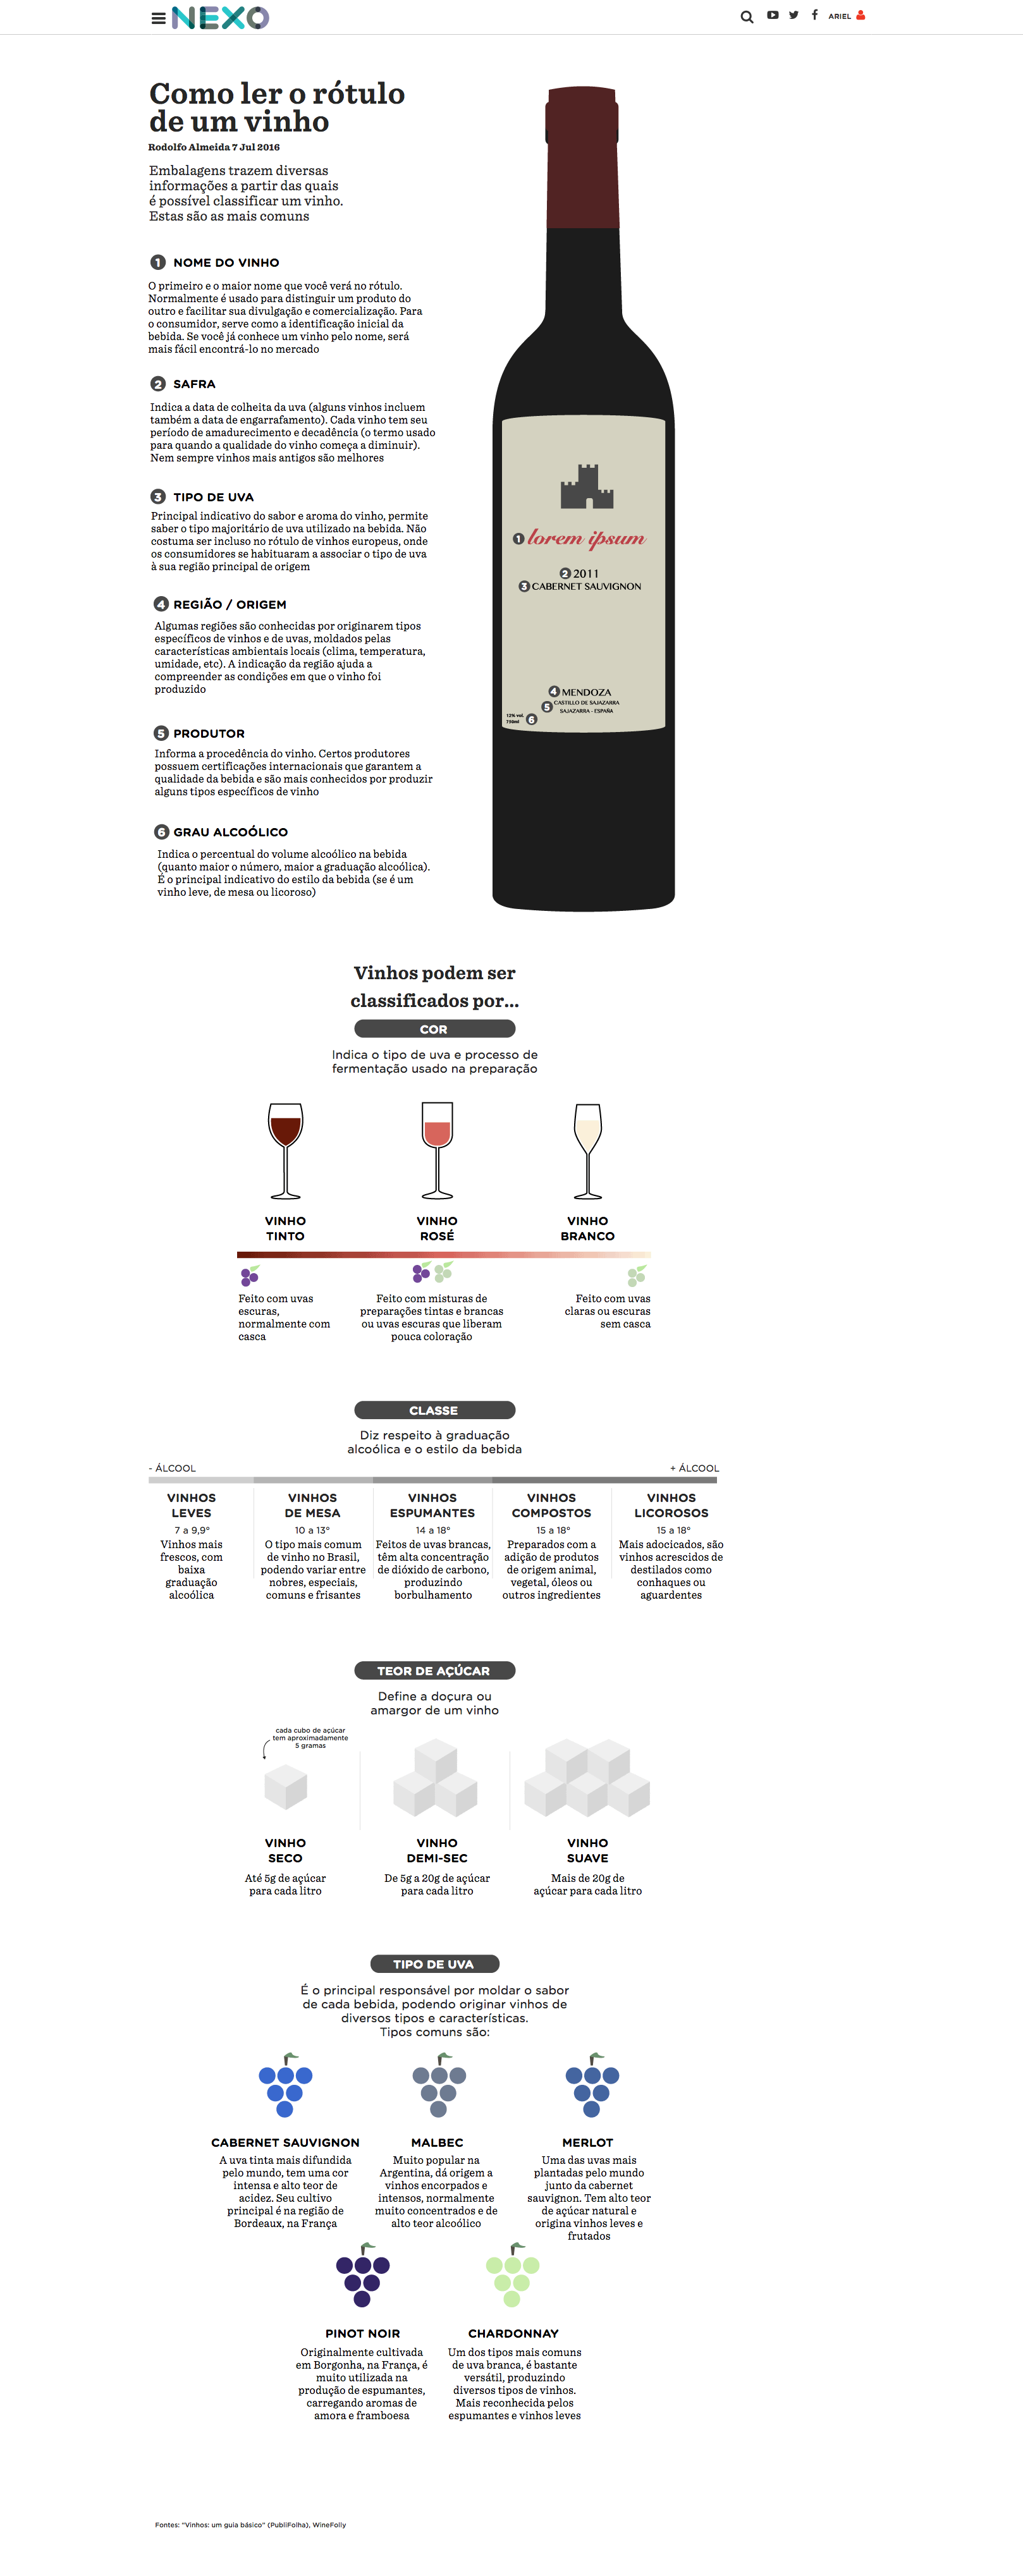 NEXO
ARIEL
Como ler o rótulo
de um vinho
Rodolfo Almeida 7 Jul 2016
Embalagens trazem diversas
informações a partir das quais
é possível classificar um vinho.
Estas são as mais comuns
1 NOME DO VINHO
O primeiro e o maior nome que você verá no rótulo.
Normalmente é usado para distinguir um produto do
outro e facilitar sua divulgação e comercialização. Para
o consumidor, serve como a identificação inicial da
bebida. Se você já conhece um vinho pelo nome, será
mais fácil encontrá-lo no mercado
2 SAFRA
Indica a data de colheita da uva (alguns vinhos incluem
também a data de engarrafamento). Cada vinho tem seu
período de amadurecimento e decadência (o termo usado
para quando a qualidade do vinho começa a diminuir).
Nem sempre vinhos mais antigos são melhores
3 TIPO DE UVA
Principal indicativo do sabor e aroma do vinho, permite
saber o tipo majoritário de uva utilizado na bebida. Não
costuma ser incluso no rótulo de vinhos europeus, onde
os consumidores se habituaram a associar o tipo de uva
à sua região principal de origem
4 REGIÃO / ORIGEM
Algumas regiões são conhecidas por originarem tipos
específicos de vinhos e de uvas, moldados pelas
características ambientais locais (clima, temperatura,
umidade, etc). A indicação da região ajuda a
compreender as condições em que o vinho foi
produzido
5 PRODUTOR
Informa a procedência do vinho. Certos produtores
possuem certificações internacionais que garantem a
qualidade da bebida e são mais conhecidos por produzir
alguns tipos específicos de vinho
6 GRAU ALCOÓLICO
Indica o percentual do volume alcoólico na bebida
(quanto maior o número, maior a graduação alcoólica).
É o principal indicativo do estilo da bebida (se é um
vinho leve, de mesa ou licoroso)
1 lorem ipsum
2 2011
3 CABERNET SAUVIGNON
4 MENDOZA
5 CASTILLO DE SAJAZARRA
SAJAZARRA - ESPAÑA
12% vol.
750ml
6
Vinhos podem ser
classificados por...
COR
Indica o tipo de uva e processo de
fermentação usado na preparação
VINHO
TINTO
VINHO
ROSÉ
VINHO
BRANCO
Feito com uvas
escuras,
normalmente com
casca
Feito com misturas de
preparações tintas e brancas
ou uvas escuras que liberam
pouca coloração
Feito com uvas
claras ou escuras
sem casca
CLASSE
Diz respeito à graduação
alcoólica e o estilo da bebida
- ÁLCOOL
+ ÁLCOOL
VINHOS
LEVES
7 a 9,9°
Vinhos mais
frescos, com
baixa
graduação
alcoólica
VINHOS
DE MESA
10 a 13°
O tipo mais comum
de vinho no Brasil,
podendo variar entre
nobres, especiais,
comuns e frisantes
VINHOS
ESPUMANTES
14 a 18°
Feitos de uvas brancas,
têm alta concentração
de dióxido de carbono,
produzindo
borbulhamento
VINHOS
COMPOSTOS
15 a 18°
Preparados com a
adição de produtos
de origem animal,
vegetal, óleos ou
outros ingredientes
VINHOS
LICOROSOS
15 a 18°
Mais adocicados, são
vinhos acrescidos de
destilados como
conhaques ou
aguardentes
TEOR DE AÇÚCAR
Define a doçura ou
amargor de um vinho
cada cubo de açúcar
tem aproximadamente
5 gramas
VINHO
SECO
Até 5g de açúcar
para cada litro
VINHO
DEMI-SEC
De 5g a 20g de açúcar
para cada litro
VINHO
SUAVE
Mais de 20g de
açúcar para cada litro
TIPO DE UVA
É o principal responsável por moldar o sabor
de cada bebida, podendo originar vinhos de
diversos tipos e características.
Tipos comuns são:
CABERNET SAUVIGNON
A uva tinta mais difundida
pelo mundo, tem uma cor
intensa e alto teor de
acidez. Seu cultivo
principal é na região de
Bordeaux, na França
MALBEC
Muito popular na
Argentina, dá origem a
vinhos encorpados e
intensos, normalmente
muito concentrados e de
alto teor alcoólico
MERLOT
Uma das uvas mais
plantadas pelo mundo
junto da cabernet
sauvignon. Tem alto teor
de açúcar natural e
origina vinhos leves e
frutados
PINOT NOIR
Originalmente cultivada
em Borgonha, na França, é
muito utilizada na
produção de espumantes,
carregando aromas de
amora e framboesa
CHARDONNAY
Um dos tipos mais comuns
de uva branca, é bastante
versátil, produzindo
diversos tipos de vinhos.
Mais reconhecida pelos
espumantes e vinhos leves
Fontes: "Vinhos: um guia básico" (PubliFolha), WineFolly